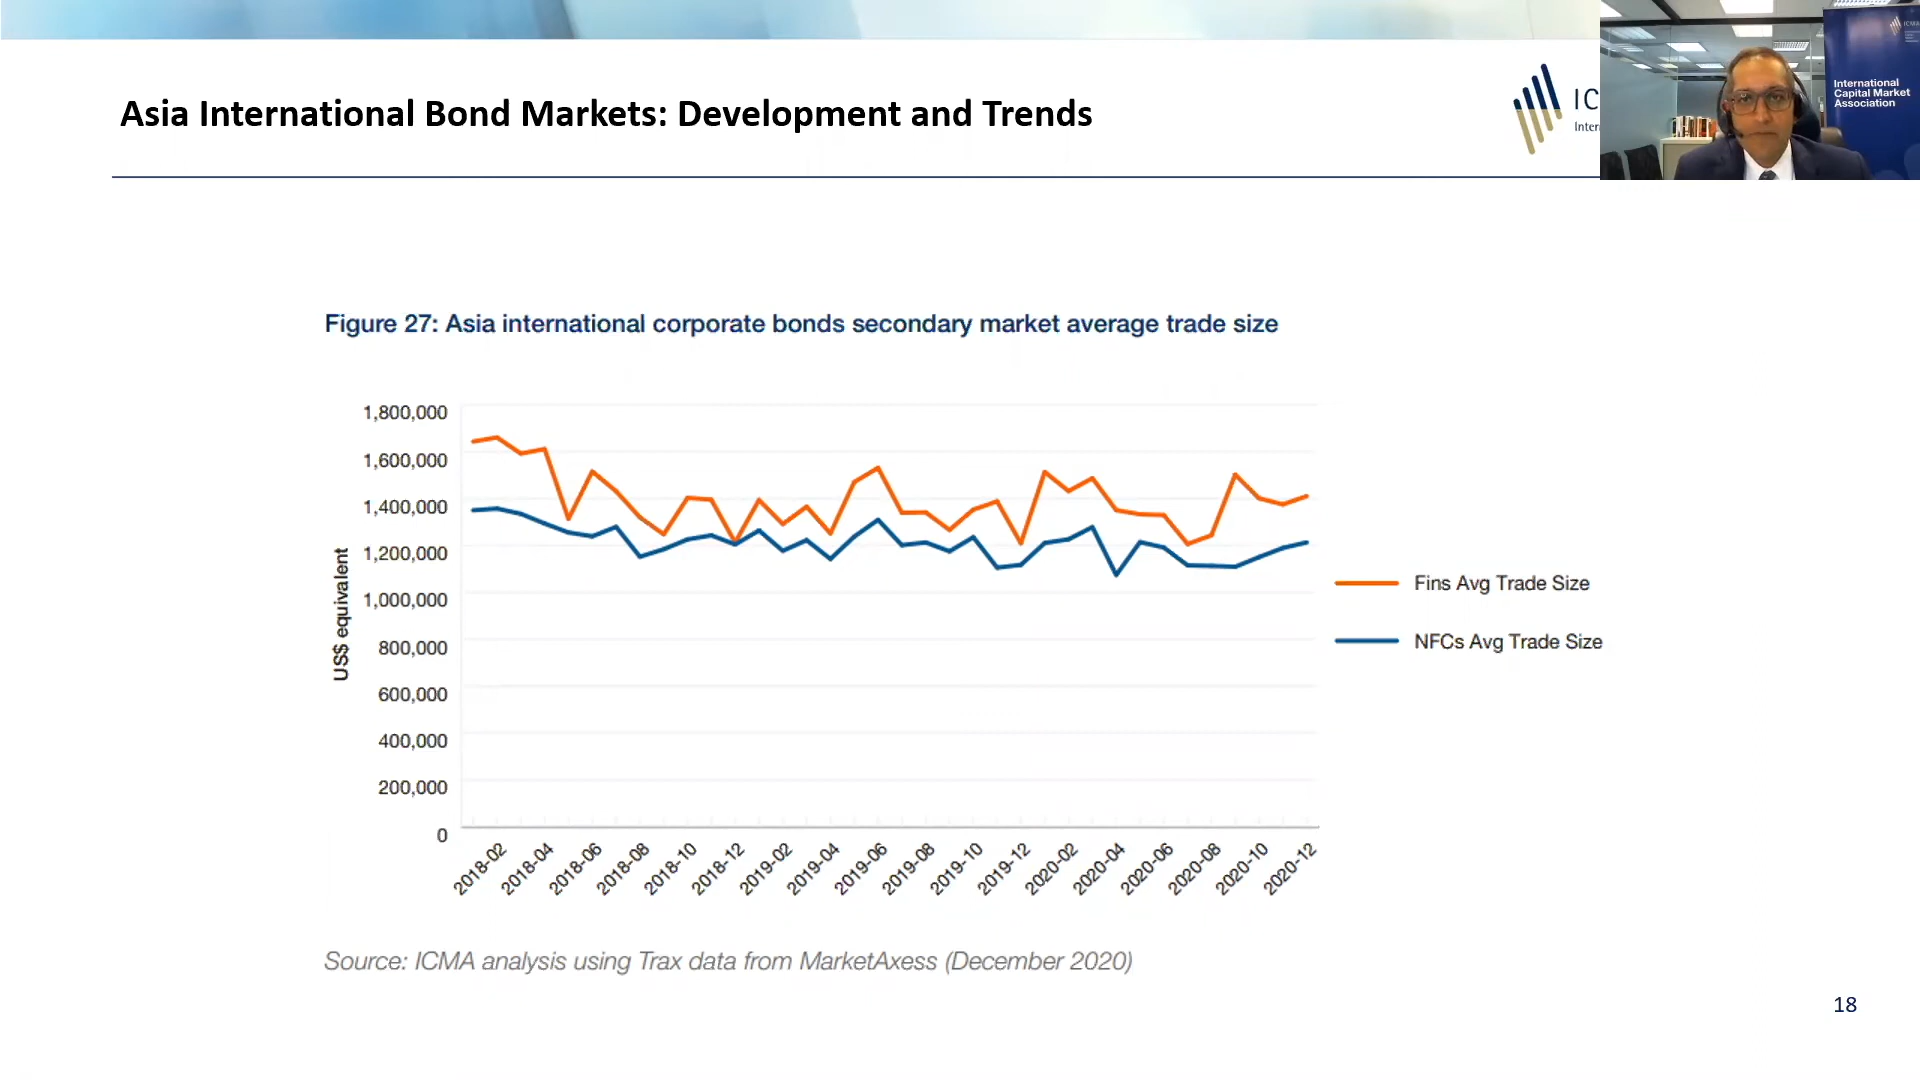 Asia International Bond Markets: Development and Trends
IC
Inter
International
Capital Market
Association
ICMA
Figure 27: Asia international corporate bonds secondary market average trade size
US$ equivalent
1,800,000
1,600,000
1,400,000
1,200,000
1,000,000
800,000
600,000
400,000
200,000
0
2018-02
2018-04
2018-06
2018-08
2018-10
2018-12
2019-02
2019-04
2019-06
2019-08
2019-10
2019-12
2020-02
2020-04
2020-06
2020-08
2020-10
2020-12
Fins Avg Trade Size
NFCs Avg Trade Size
Source: ICMA analysis using Trax data from MarketAxess (December 2020)
18